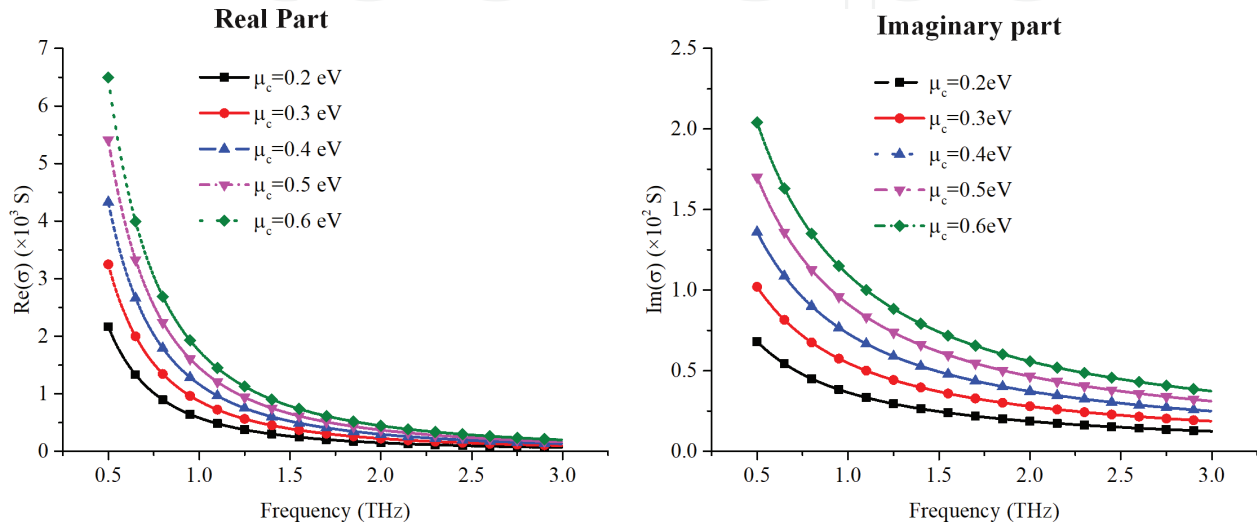 Real Part
7
6
5
4
3
2
1
0
Re(σ) (×10³ S)
μc=0.2 eV
μc=0.3 eV
μc=0.4 eV
μc=0.5 eV
μc=0.6 eV
0.5 1.0 1.5 2.0 2.5 3.0
Frequency (THz)
Imaginary part
2.5
2.0
1.5
1.0
0.5
0.0
Im(σ) (×10² S)
μc=0.2eV
μc=0.3eV
μc=0.4eV
μc=0.5eV
μc=0.6eV
0.5 1.0 1.5 2.0 2.5 3.0
Frequency (THz)